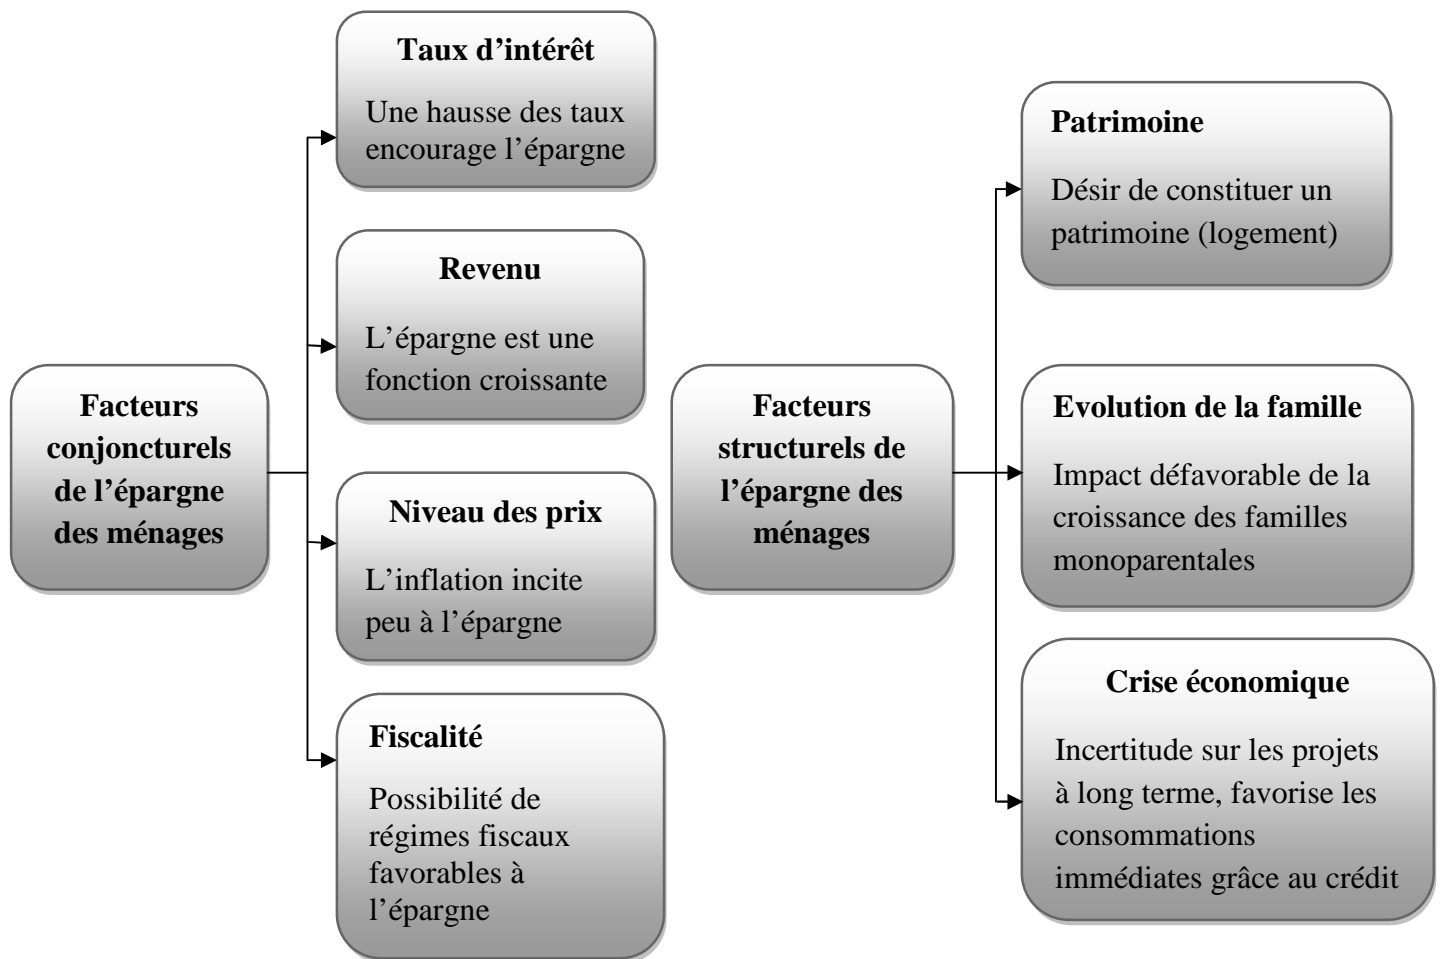 Facteurs
conjoncturels
de l’épargne
des ménages
Taux d’intérêt
Une hausse des taux
encourage l’épargne
Revenu
L’épargne est une
fonction croissante
Niveau des prix
L’inflation incite
peu à l’épargne
Fiscalité
Possibilité de
régimes fiscaux
favorables à
l’épargne
Facteurs
structurels de
l’épargne des
ménages
Patrimoine
Désir de constituer un
patrimoine (logement)
Evolution de la famille
Impact défavorable de la
croissance des familles
monoparentales
Crise économique
Incertitude sur les projets
à long terme, favorise les
consommations
immédiates grâce au crédit